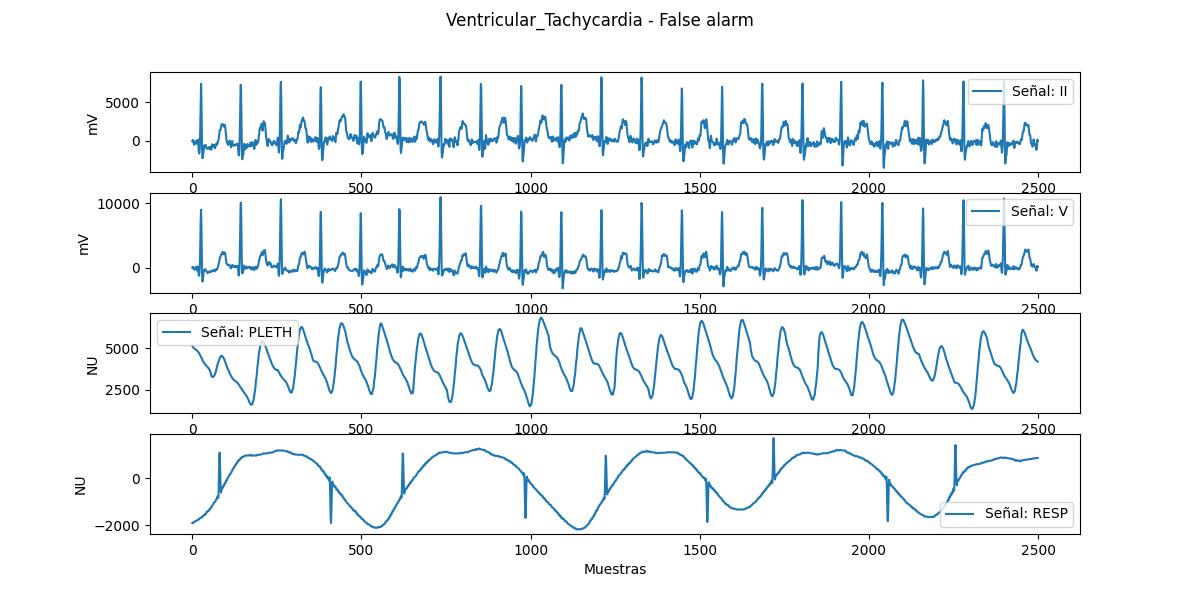 Ventricular_Tachycardia - False alarm
Señal: II
5000
0
mV
0 500 1000 1500 2000 2500
Señal: V
10000
0
mV
0 500 1000 1500 2000 2500
Señal: PLETH
5000
2500
NU
0 500 1000 1500 2000 2500
0
−2000
NU
Señal: RESP
0 500 1000 1500 2000 2500
Muestras